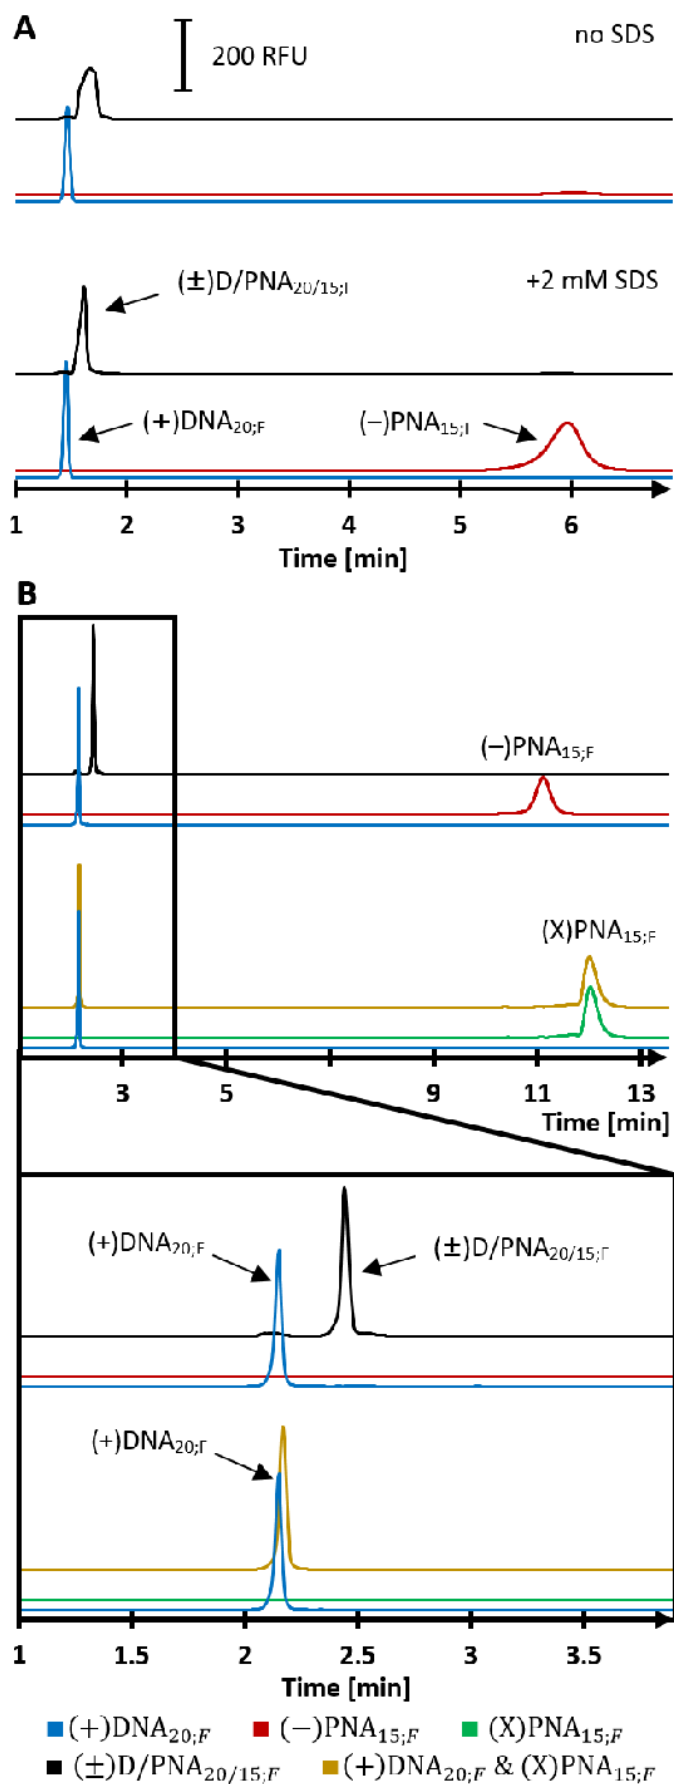 A
200 RFU
no SDS
(±)D/PNA20/15;F
+2 mM SDS
(+)DNA20;F
(−)PNA15;F
1 2 3 4 5 6
Time [min]
B
(−)PNA15;F
(X)PNA15;F
3 5 9 11 13
Time [min]
(+)DNA20;F
(±)D/PNA20/15;F
(+)DNA20;F
1 1.5 2 2.5 3 3.5
Time [min]
(+)DNA20;F (−)PNA15;F (X)PNA15;F
(±)D/PNA20/15;F (+)DNA20;F & (X)PNA15;F